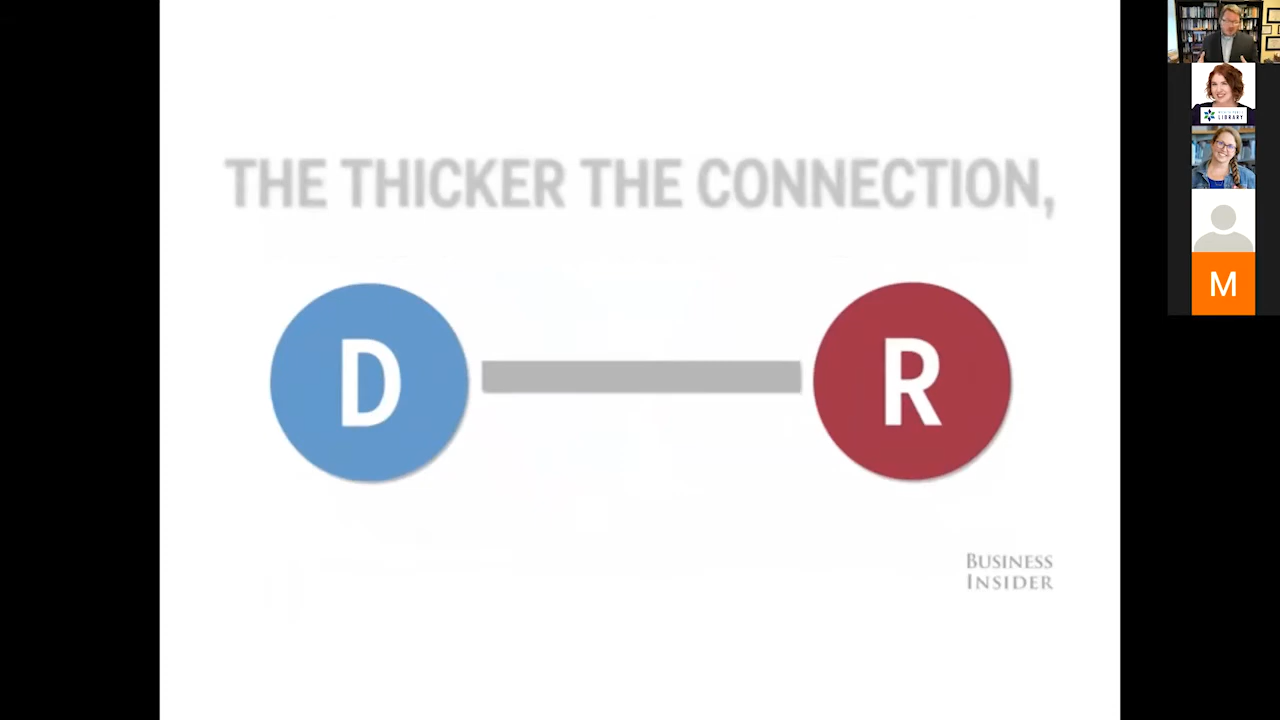 THE THICKER THE CONNECTION,
D
R
BUSINESS
INSIDER
LIBRARY
M